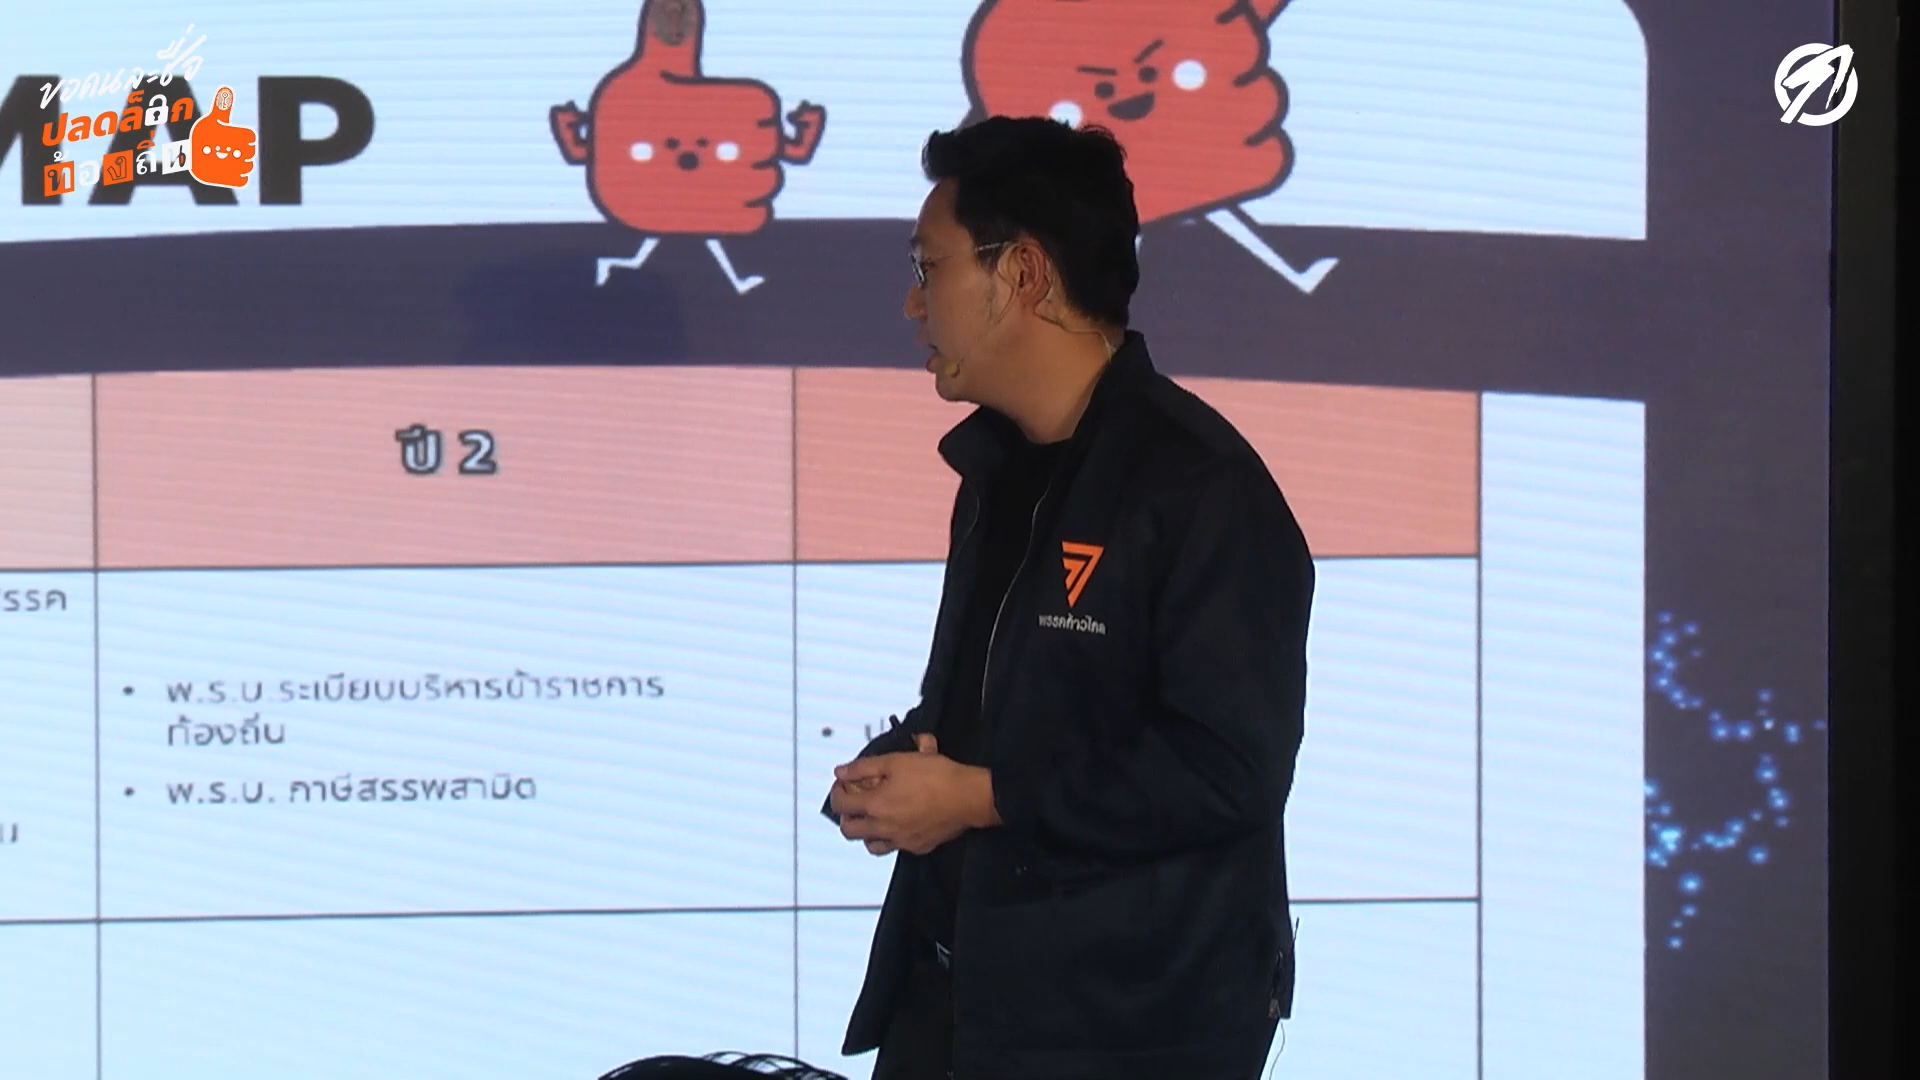 ขอคนละชื่อ
ปลดล็อก
ท้องถิ่น
MAP
ปี 2
รรค
พ.ร.บ.ระเบียบบริหารข้าราชการ
ท้องถิ่น
พ.ร.บ. ภาษีสรรพสามิต
พรรคก้าวไกล